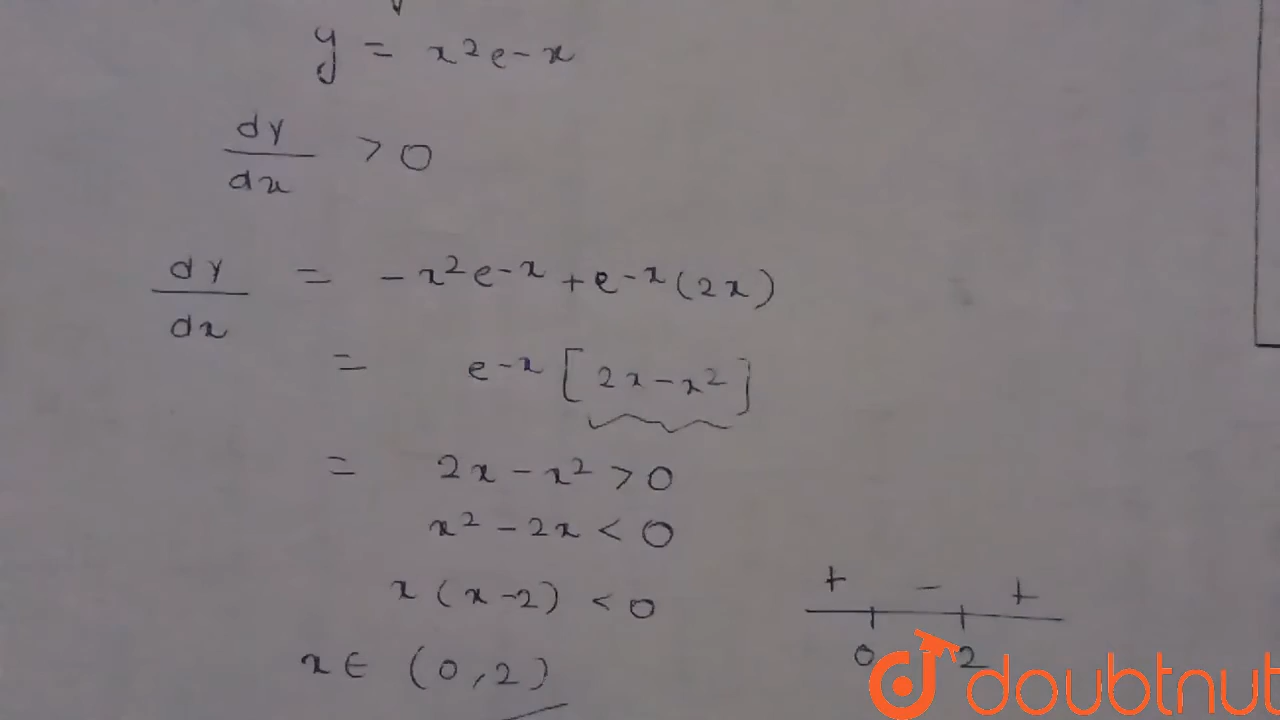 y = x²e-x
dy/dx > 0
dy/dx = -x²e-x + e-x(2x)
= e-x [2x-x²]
= 2x - x² > 0
x² - 2x < 0
x (x-2) < 0
+ - +
0 2
x ∈ (0,2)
doubtnut